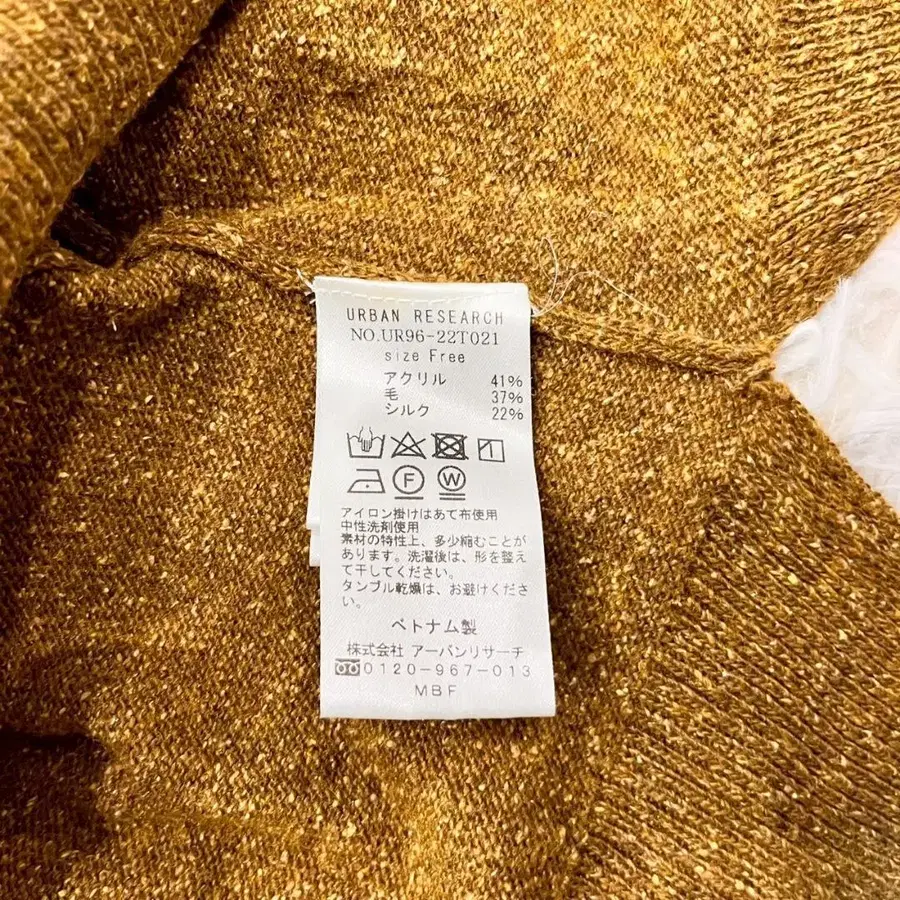 URBAN RESEARCH
NO.UR96-22T021
size Free
アクリル 41%
毛 37%
シルク 22%
F W
アイロン掛けはあて布使用
中性洗剤使用
素材の特性上、多少縮むことが
あります。洗濯後は、形を整え
て干してください。
タンブル乾燥は、お避けくださ
い。
ベトナム製
株式会社 アーバンリサーチ
0120-967-013
MBF